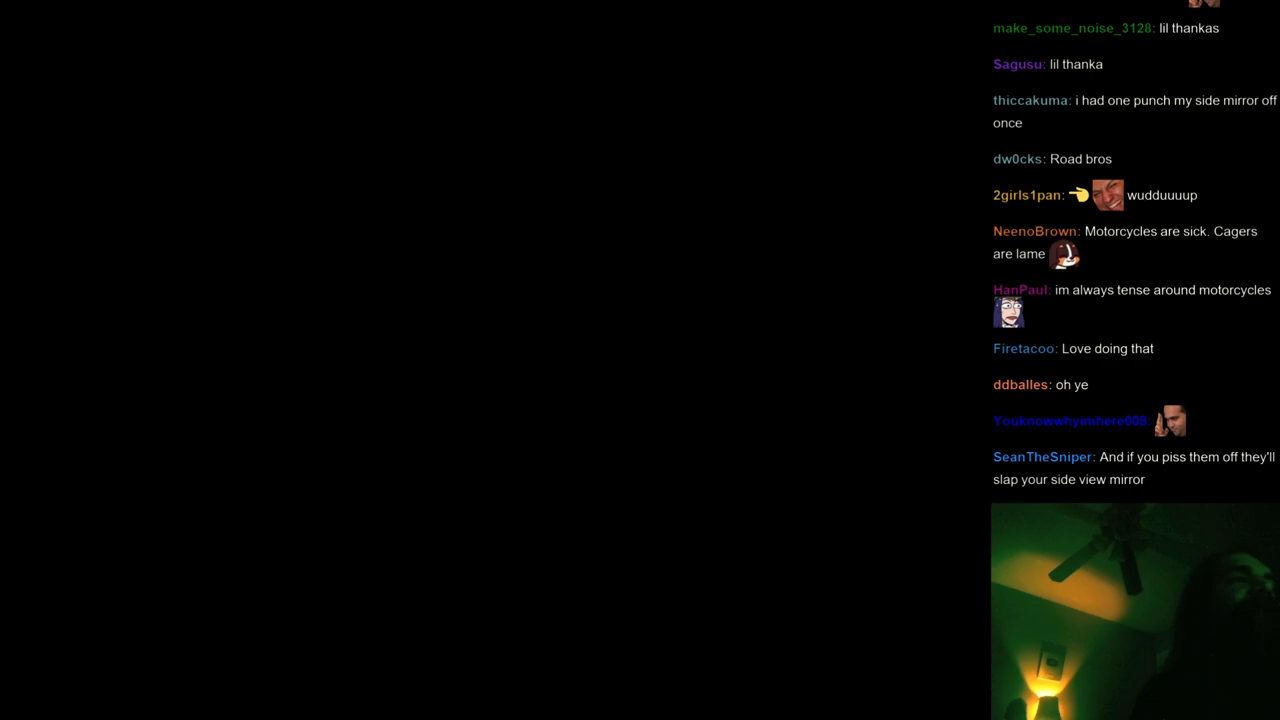 make_some_noise_3128: lil thankas
Sagusu: lil thanka
thiccakuma: i had one punch my side mirror off
once
dw0cks: Road bros
2girls1pan: 👈 wudduuuup
NeenoBrown: Motorcycles are sick. Cagers
are lame
HanPaul: im always tense around motorcycles
Firetacoo: Love doing that
ddballes: oh ye
Youknowwhyimhere008:
SeanTheSniper: And if you piss them off they'll
slap your side view mirror